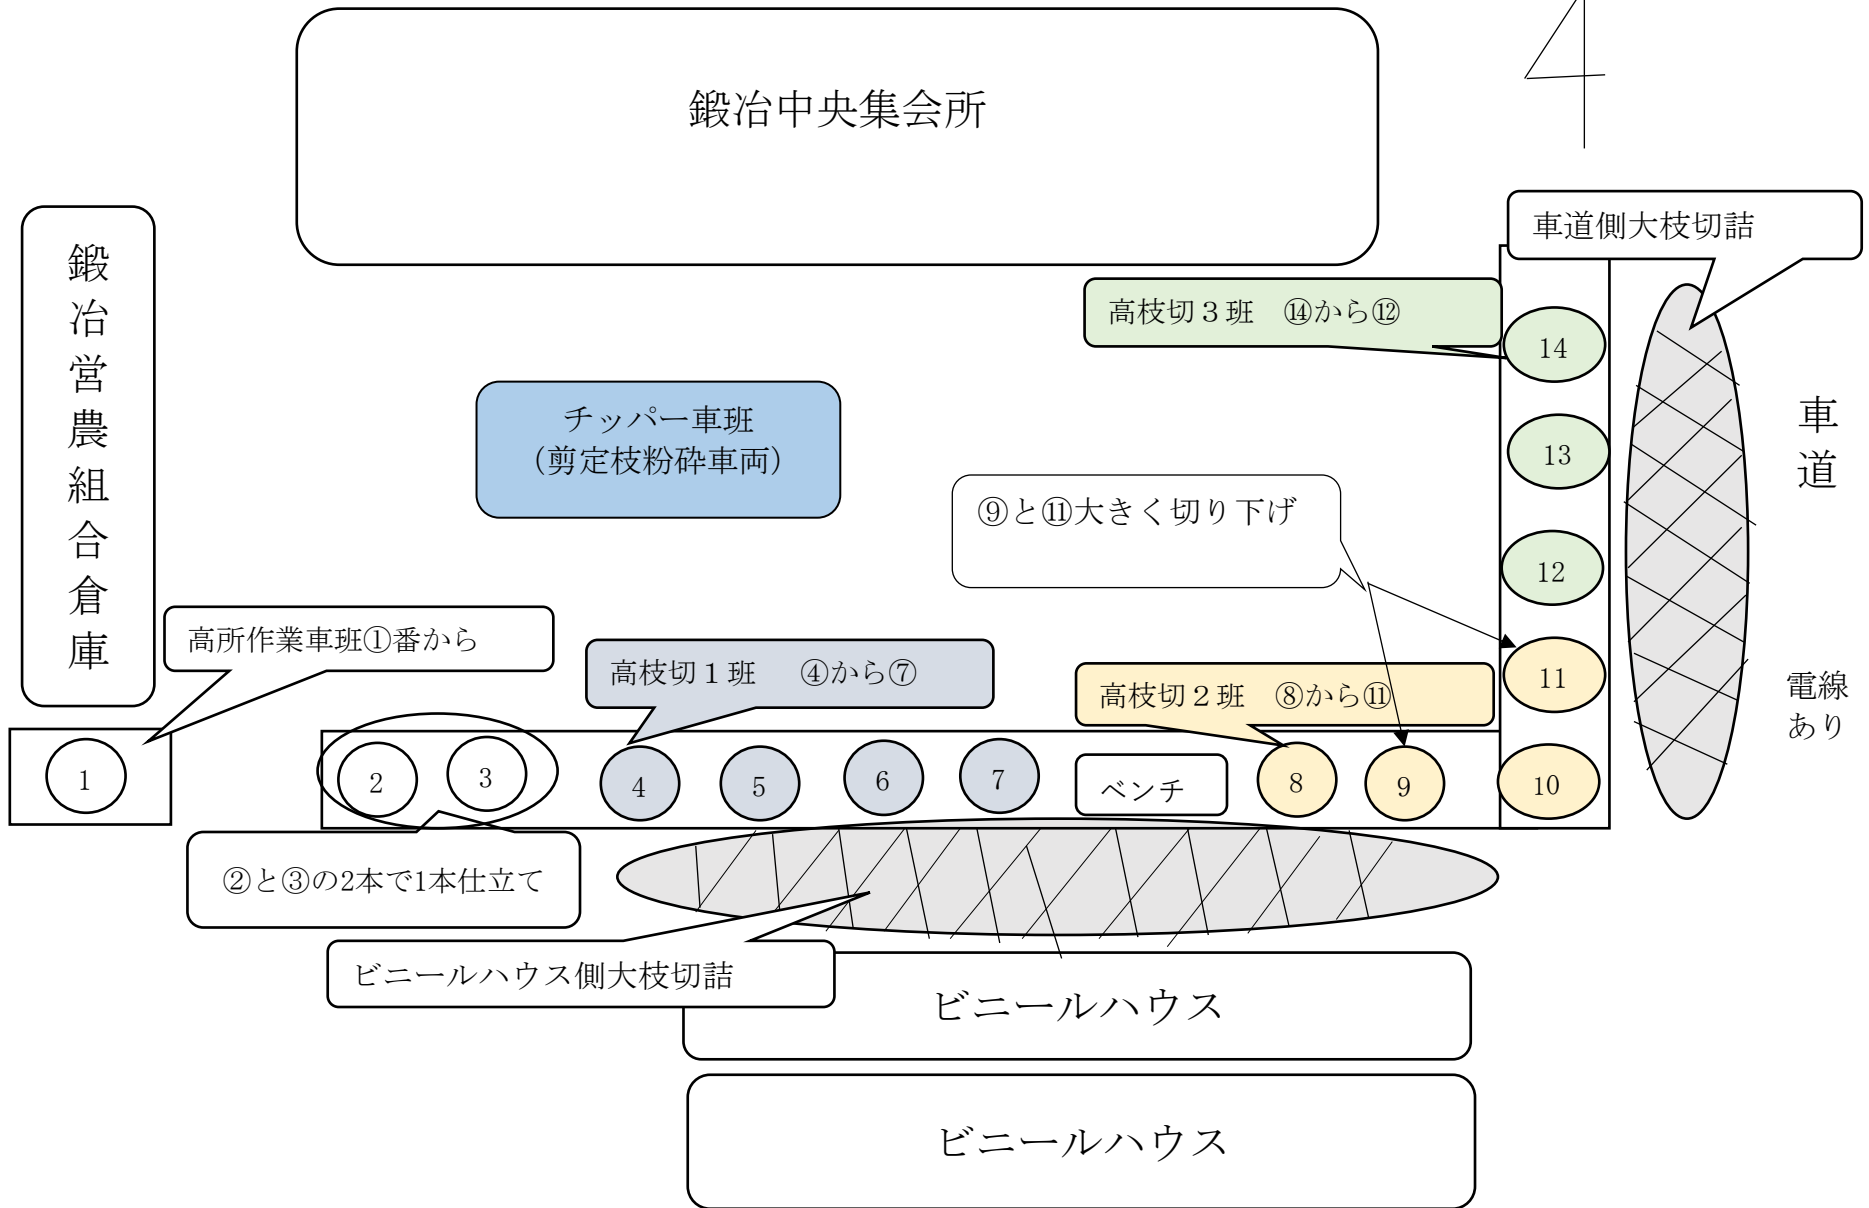 鍛冶中央集会所
車道側大枝切詰
鍛冶営農組合倉庫
高枝切３班　⑭から⑫
14
チッパー車班
（剪定枝粉砕車両）
車道
13
⑨と⑪大きく切り下げ
12
高所作業車班①番から
高枝切１班　④から⑦
高枝切２班　⑧から⑪
11
電線
あり
1
2
3
4
5
6
7
ベンチ
8
9
10
②と③の2本で1本仕立て
ビニールハウス側大枝切詰
ビニールハウス
ビニールハウス